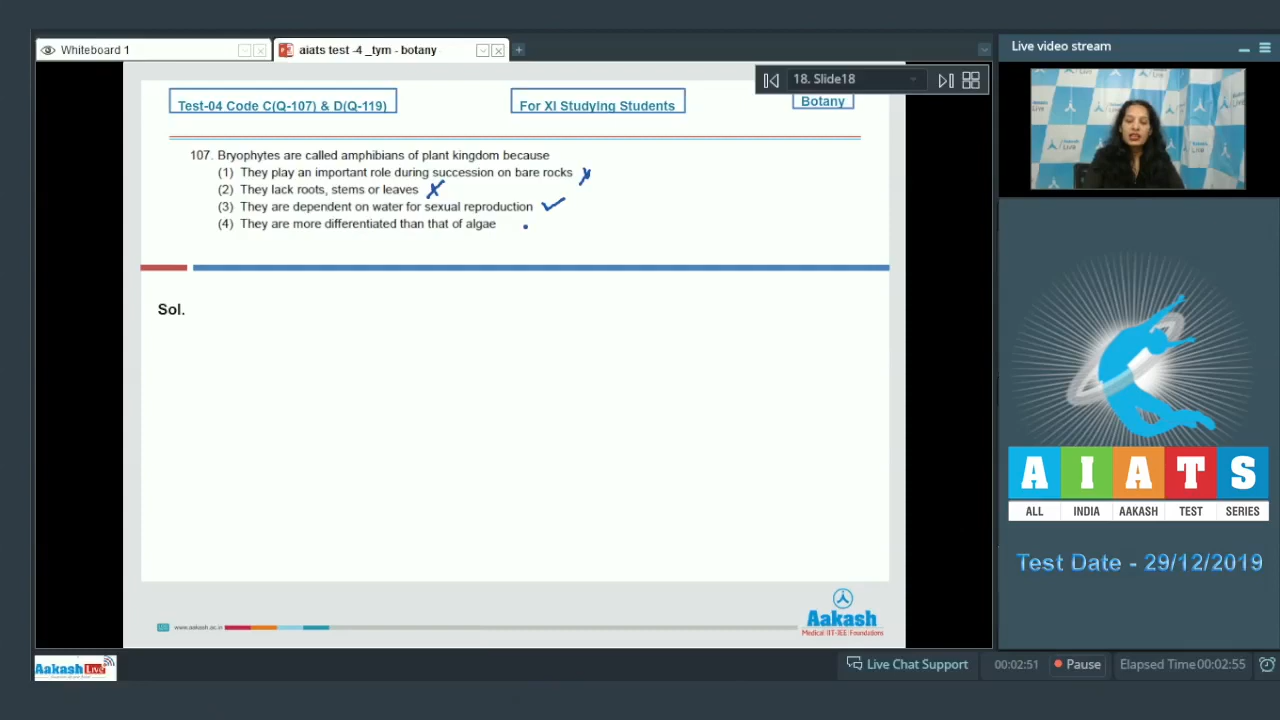 Whiteboard 1
aiats test -4 _tym - botany
Live video stream
18. Slide18
Test-04 Code C(Q-107) & D(Q-119)
For XI Studying Students
Botany
107. Bryophytes are called amphibians of plant kingdom because
(1) They play an important role during succession on bare rocks
(2) They lack roots, stems or leaves
(3) They are dependent on water for sexual reproduction
(4) They are more differentiated than that of algae
Sol.
A I A T S
ALL INDIA AAKASH TEST SERIES
Test Date - 29/12/2019
www.aakash.ac.in
Aakash
Medical IIT-JEE Foundations
Aakash Live
Live Chat Support
00:02:51
Pause
Elapsed Time 00:02:55